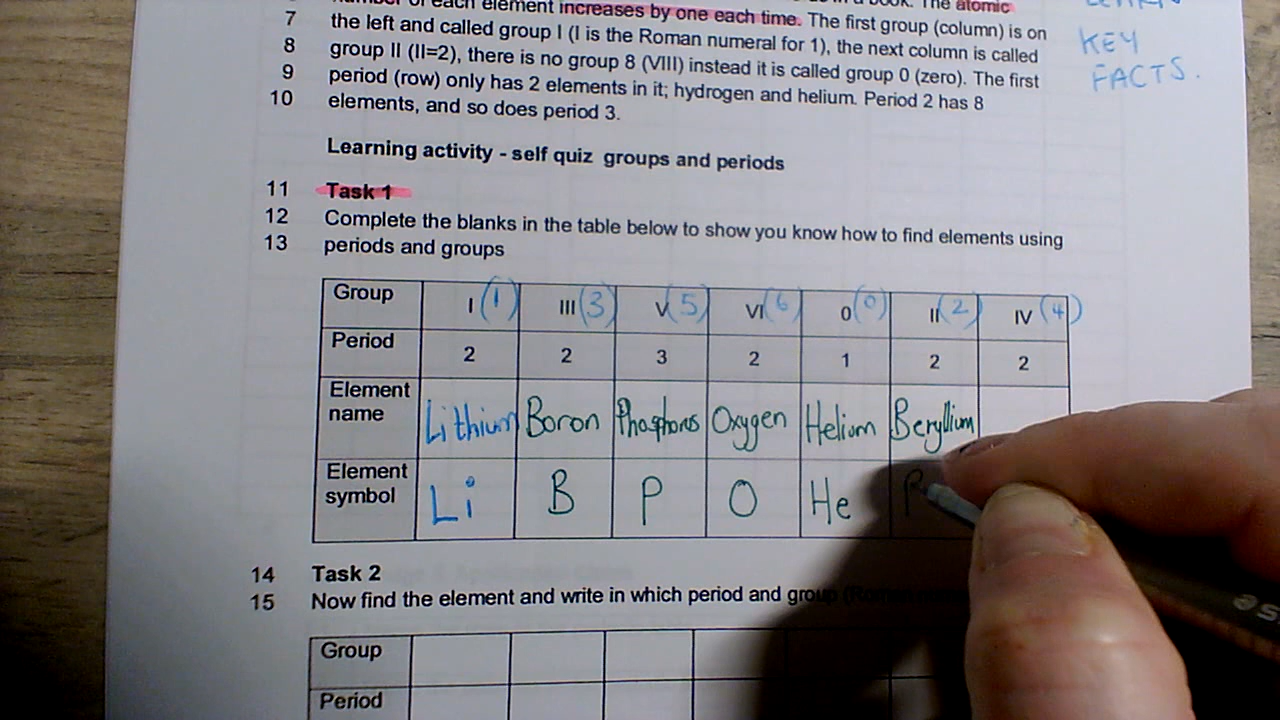 of each element increases by one each time. The first group (column) is on
7 the left and called group I (I is the Roman numeral for 1), the next column is called
8 group II (II=2), there is no group 8 (VIII) instead it is called group 0 (zero). The first
9 period (row) only has 2 elements in it; hydrogen and helium. Period 2 has 8
10 elements, and so does period 3.
KEY
FACTS.
Learning activity - self quiz groups and periods
11 Task 1
12 Complete the blanks in the table below to show you know how to find elements using
13 periods and groups
Group I (1) III (3) V (5) VI (6) 0 (0) II (2) IV (4)
Period 2 2 3 2 1 2 2
Element name Lithium Boron Phosphorus Oxygen Helium Beryllium
Element symbol Li B P O He
14 Task 2
15 Now find the element and write in which period and group
Group
Period